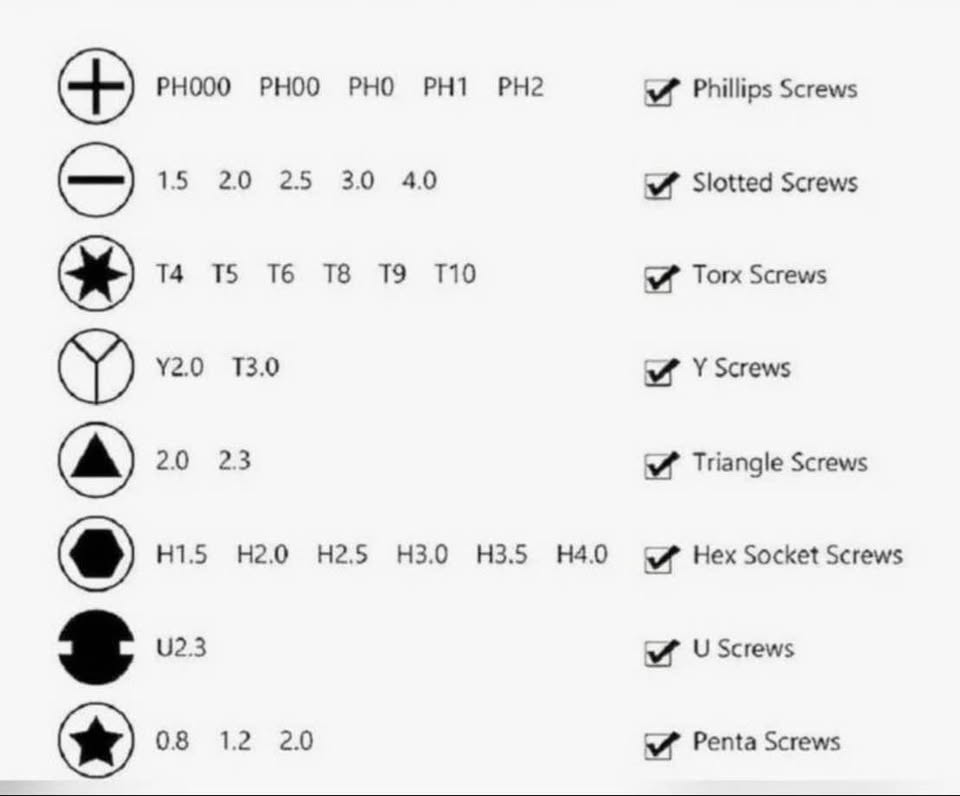 PH000 PH00 PH0 PH1 PH2 Phillips Screws
1.5 2.0 2.5 3.0 4.0 Slotted Screws
T4 T5 T6 T8 T9 T10 Torx Screws
Y2.0 T3.0 Y Screws
2.0 2.3 Triangle Screws
H1.5 H2.0 H2.5 H3.0 H3.5 H4.0 Hex Socket Screws
U2.3 U Screws
0.8 1.2 2.0 Penta Screws